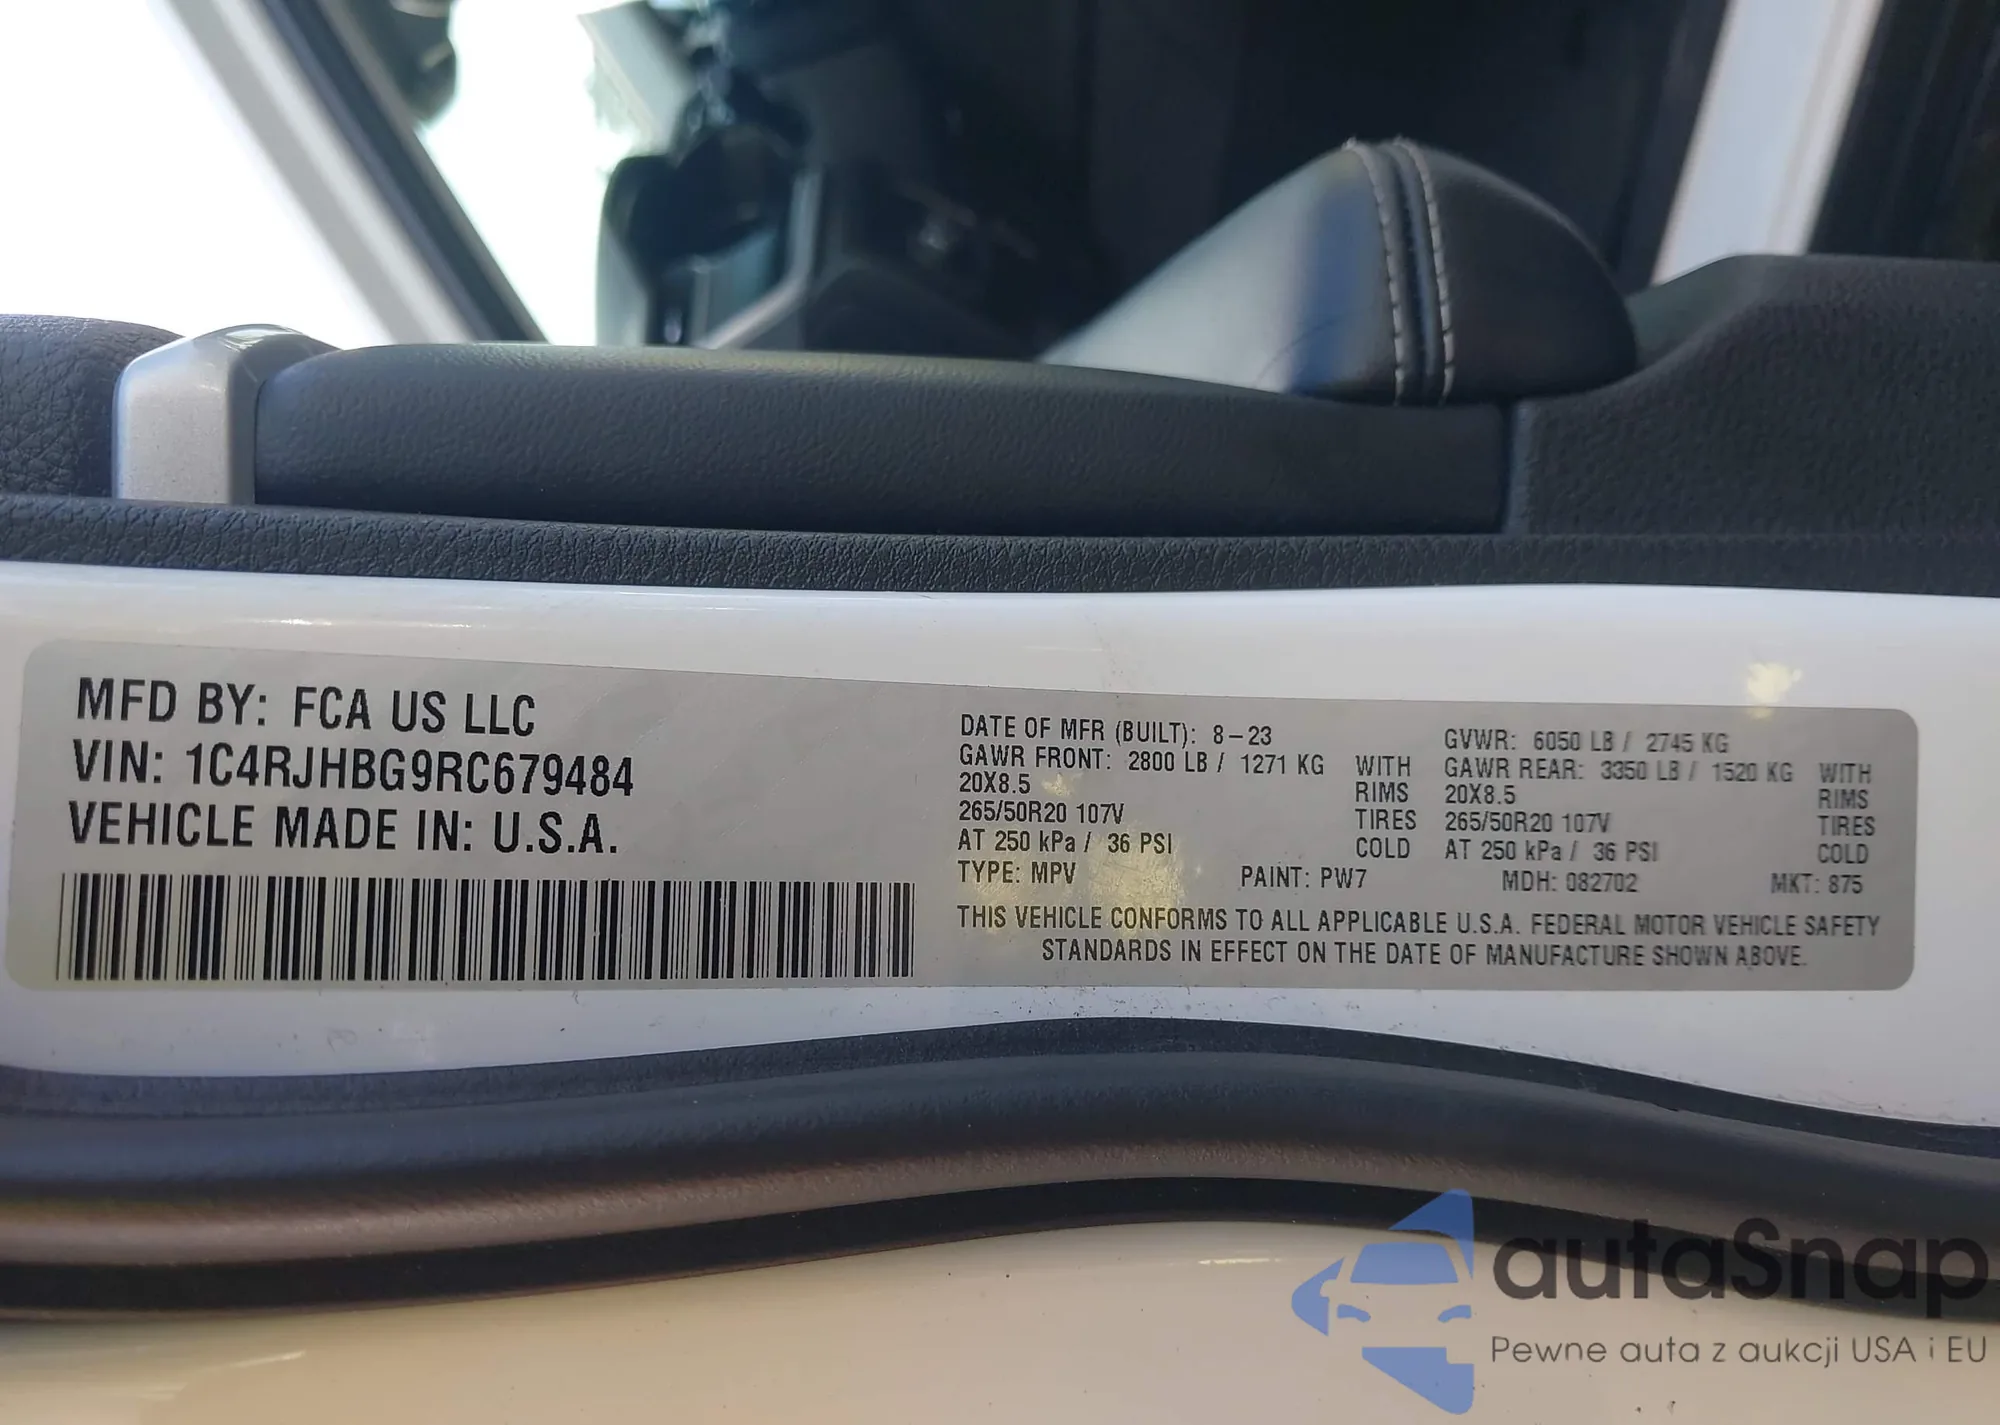 MFD BY: FCA US LLC
VIN: 1C4RJHBG9RC679484
VEHICLE MADE IN: U.S.A.
DATE OF MFR (BUILT): 8-23
GAWR FRONT: 2800 LB / 1271 KG WITH
20X8.5 RIMS
265/50R20 107V TIRES
AT 250 kPa / 36 PSI COLD
GVWR: 6050 LB / 2745 KG
GAWR REAR: 3350 LB / 1520 KG WITH
20X8.5 RIMS
265/50R20 107V TIRES
AT 250 kPa / 36 PSI COLD
TYPE: MPV PAINT: PW7 MDH: 082702 MKT: 875
THIS VEHICLE CONFORMS TO ALL APPLICABLE U.S.A. FEDERAL MOTOR VEHICLE SAFETY
STANDARDS IN EFFECT ON THE DATE OF MANUFACTURE SHOWN ABOVE.
autaSnap
Pewne auta z aukcji USA i EU